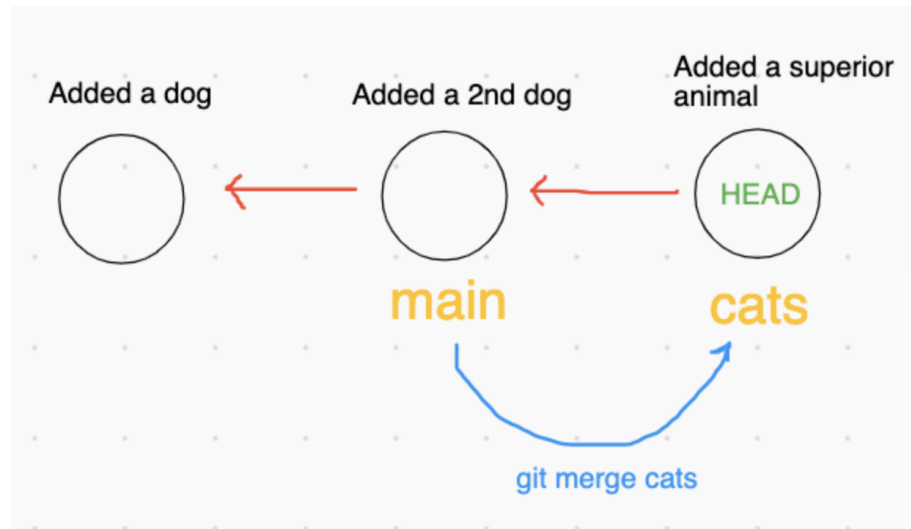 Added a dog
Added a 2nd dog
Added a superior
animal
HEAD
main
cats
git merge cats